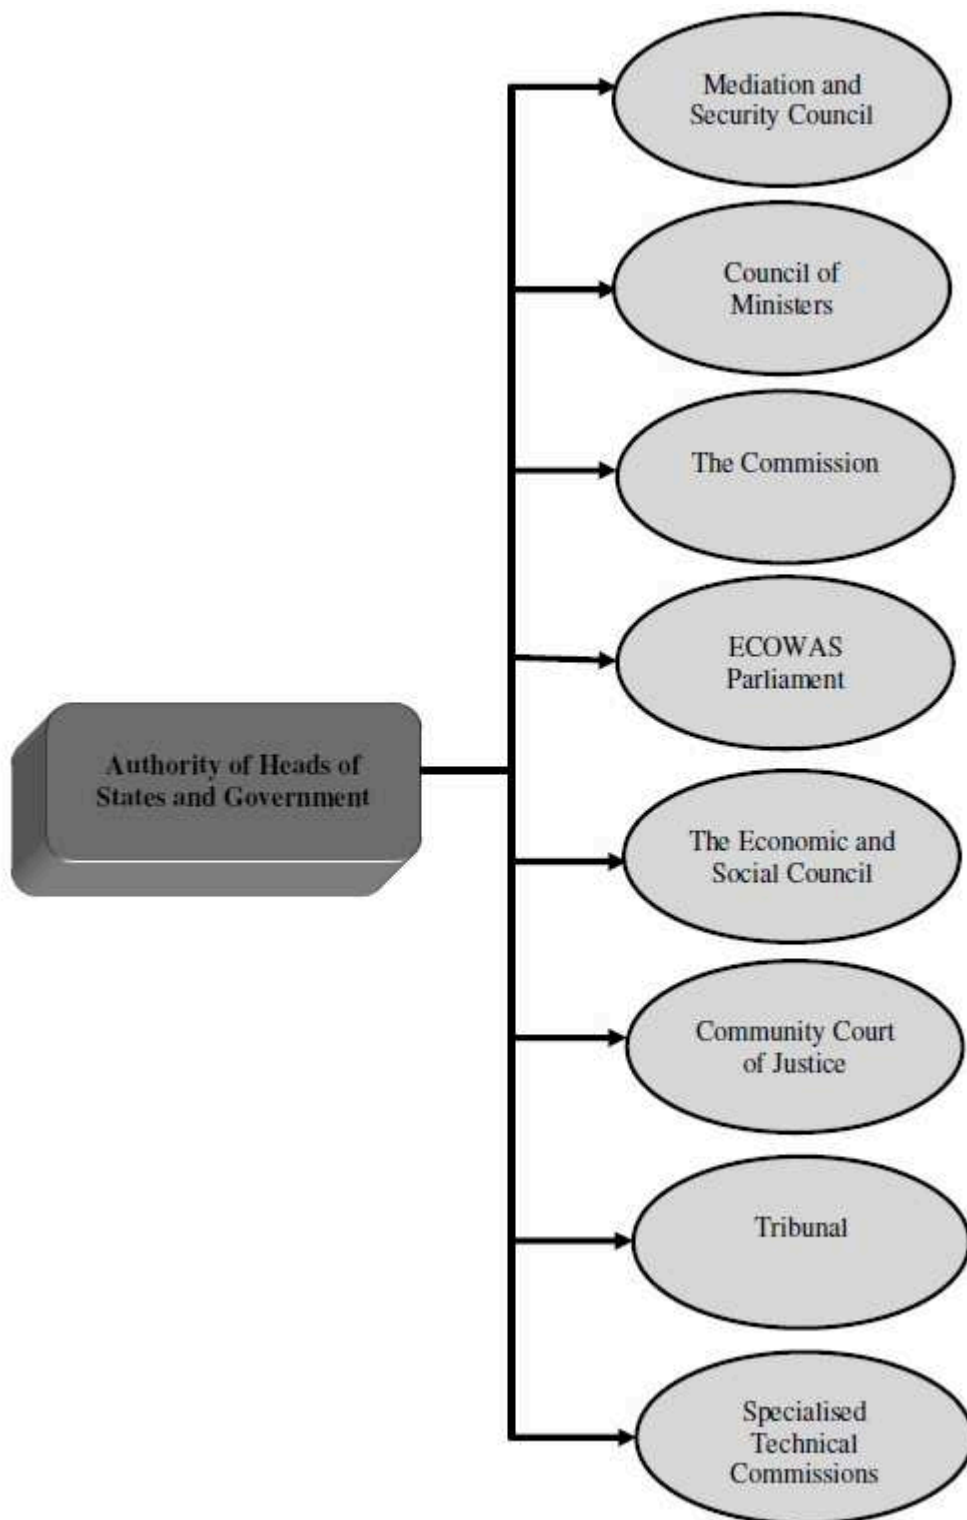 Mediation and
Security Council
Council of
Ministers
The Commission
ECOWAS
Parliament
Authority of Heads of
States and Government
The Economic and
Social Council
Community Court
of Justice
Tribunal
Specialised
Technical
Commissions